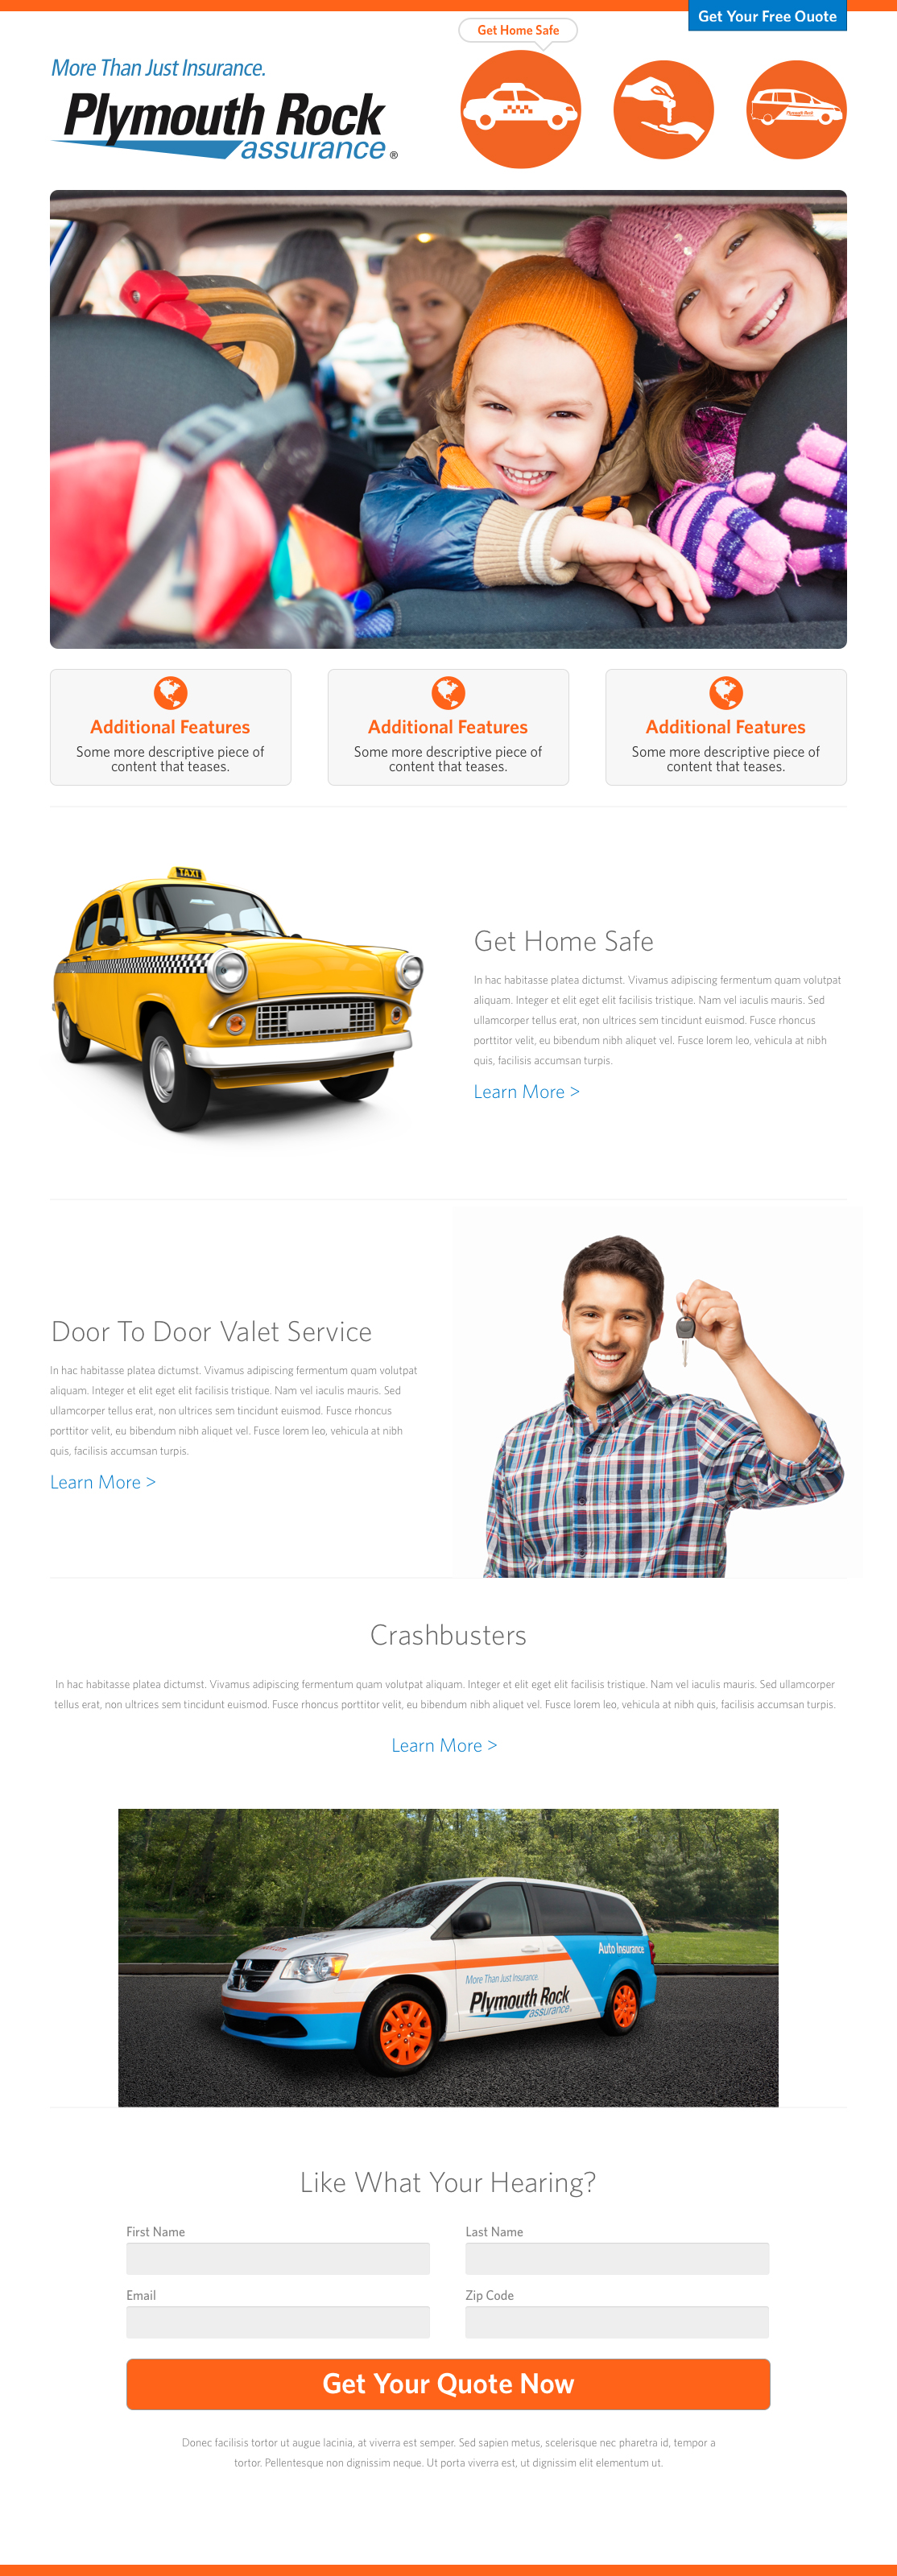 Get Your Free Quote
Get Home Safe
More Than Just Insurance.
Plymouth Rock
assurance®
Plymouth Rock
Additional Features
Some more descriptive piece of
content that teases.
Additional Features
Some more descriptive piece of
content that teases.
Additional Features
Some more descriptive piece of
content that teases.
TAXI
Get Home Safe
In hac habitasse platea dictumst. Vivamus adipiscing fermentum quam volutpat
aliquam. Integer et elit eget elit facilisis tristique. Nam vel iaculis mauris. Sed
ullamcorper tellus erat, non ultrices sem tincidunt euismod. Fusce rhoncus
porttitor velit, eu bibendum nibh aliquet vel. Fusce lorem leo, vehicula at nibh
quis, facilisis accumsan turpis.
Learn More >
Door To Door Valet Service
In hac habitasse platea dictumst. Vivamus adipiscing fermentum quam volutpat
aliquam. Integer et elit eget elit facilisis tristique. Nam vel iaculis mauris. Sed
ullamcorper tellus erat, non ultrices sem tincidunt euismod. Fusce rhoncus
porttitor velit, eu bibendum nibh aliquet vel. Fusce lorem leo, vehicula at nibh
quis, facilisis accumsan turpis.
Learn More >
Crashbusters
In hac habitasse platea dictumst. Vivamus adipiscing fermentum quam volutpat aliquam. Integer et elit eget elit facilisis tristique. Nam vel iaculis mauris. Sed ullamcorper
tellus erat, non ultrices sem tincidunt euismod. Fusce rhoncus porttitor velit, eu bibendum nibh aliquet vel. Fusce lorem leo, vehicula at nibh quis, facilisis accumsan turpis.
Learn More >
Auto Insurance
More Than Just Insurance.
Plymouth Rock
assurance
Like What Your Hearing?
First Name
Last Name
Email
Zip Code
Get Your Quote Now
Donec facilisis tortor ut augue lacinia, at viverra est semper. Sed sapien metus, scelerisque nec pharetra id, tempor a
tortor. Pellentesque non dignissim neque. Ut porta viverra est, ut dignissim elit elementum ut.